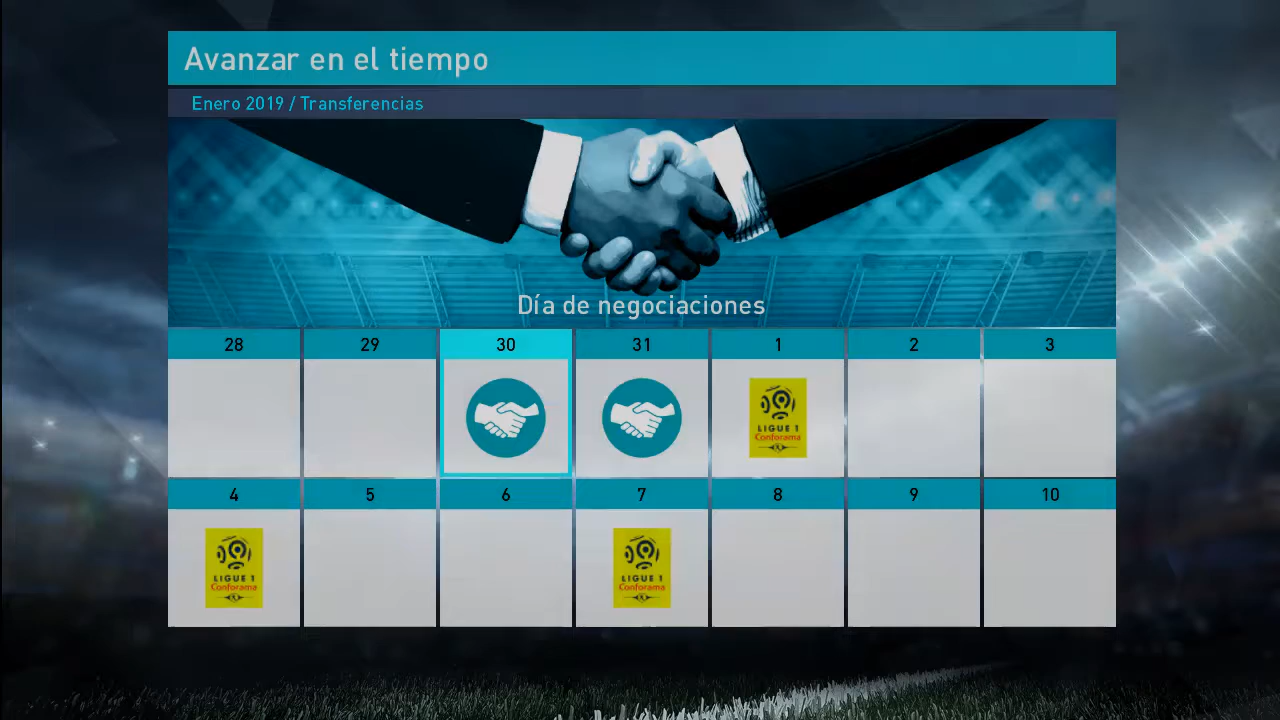 Avanzar en el tiempo
Enero 2019 / Transferencias
Día de negociaciones
28 29 30 31 1 2 3
LIGUE 1
Conforama
4 5 6 7 8 9 10
LIGUE 1 LIGUE 1
Conforama Conforama